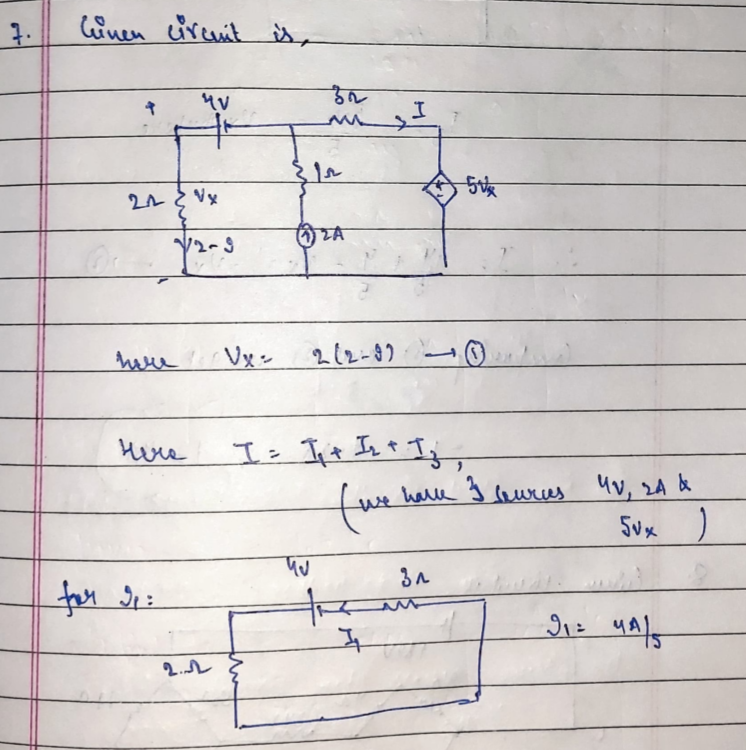 7. Given circuit is,
+ 4V 3Ω I
2Ω Vx 1Ω 5Vx
2-I 2A
-
here Vx = 2(2-I) → ①
Here I = I₁ + I₂ + I₃,
(we have 3 sources 4V, 2A &
5Vx)
for I₁:
4V 3Ω
I₁ I₁ = 4A/5
2Ω